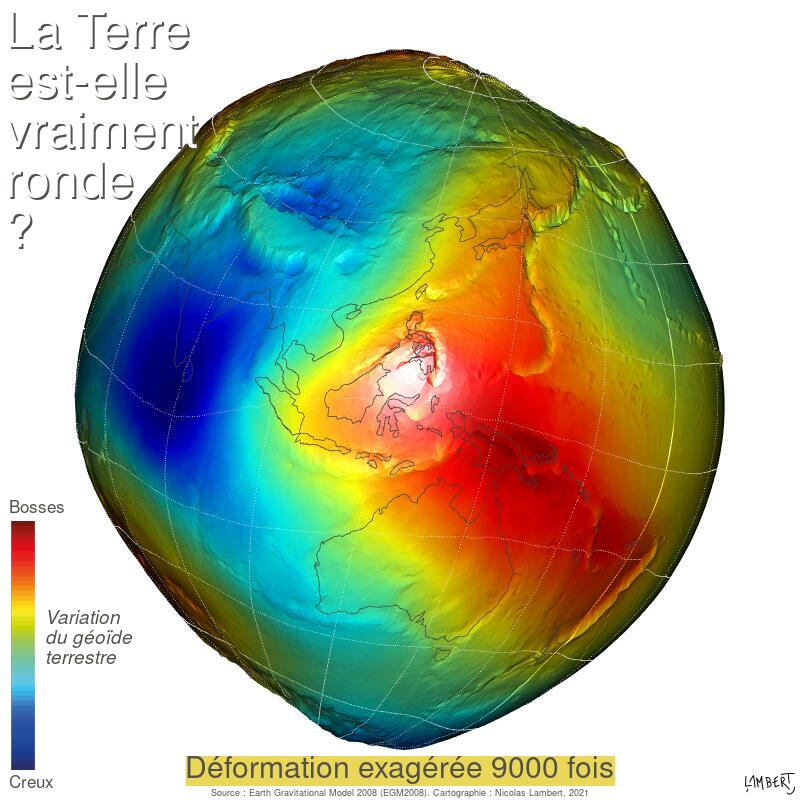 La Terre
est-elle
vraiment
ronde
?
Bosses
Variation
du géoïde
terrestre
Creux
Déformation exagérée 9000 fois
Source : Earth Gravitational Model 2008 (EGM2008). Cartographie : Nicolas Lambert, 2021
LAMBERT